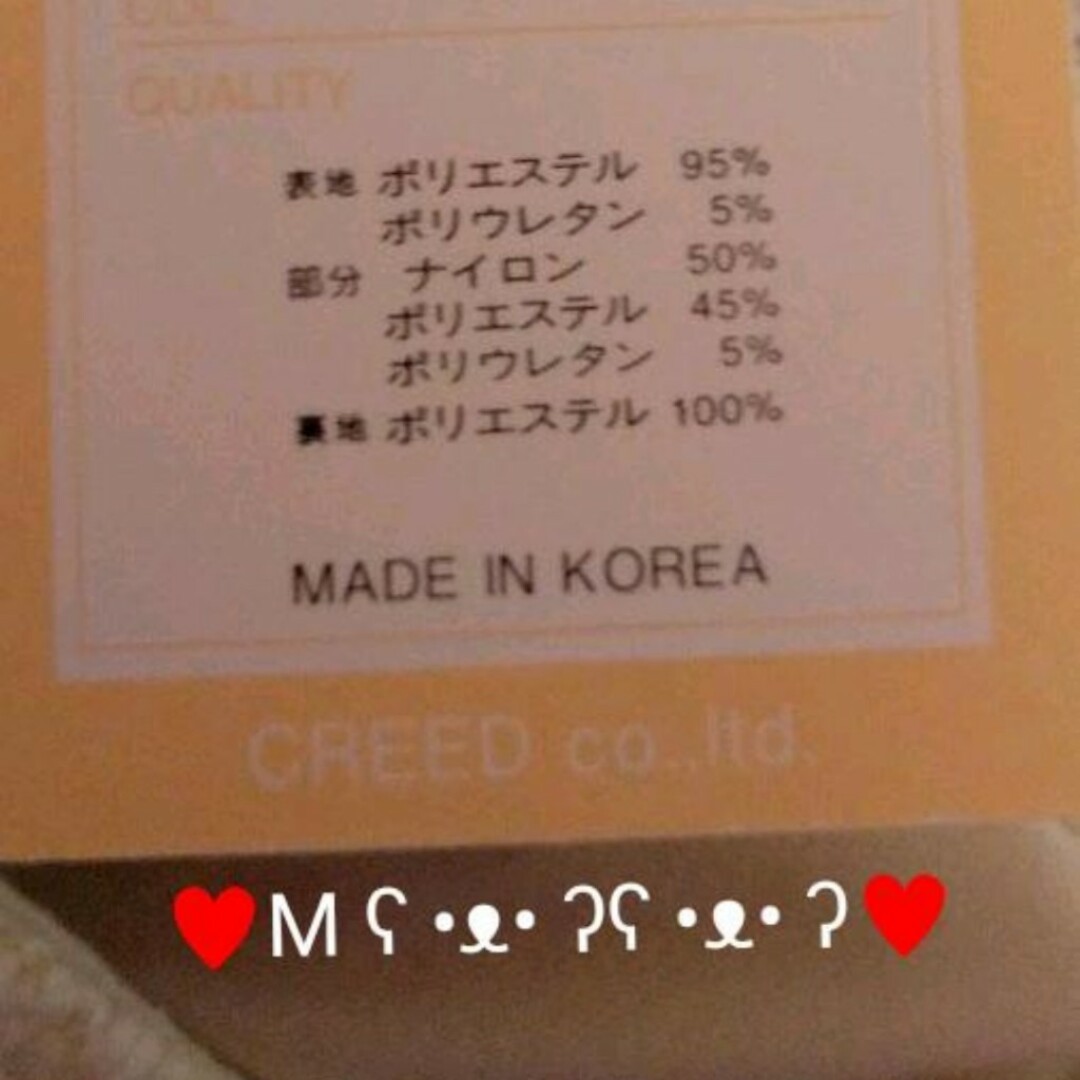 QUALITY
表地 ポリエステル 95%
ポリウレタン 5%
部分 ナイロン 50%
ポリエステル 45%
ポリウレタン 5%
裏地 ポリエステル 100%
MADE IN KOREA
CREED co.,ltd.
♥M ʕ •ᴥ• ʔʕ •ᴥ• ʔ♥